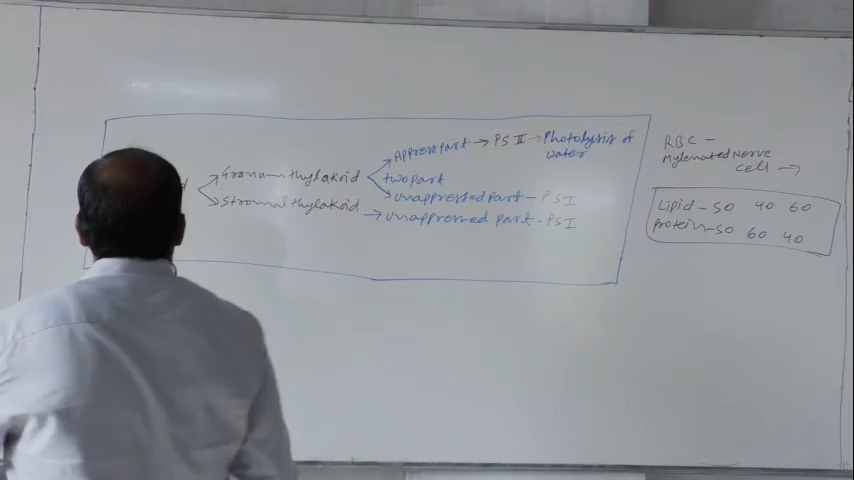 Appress part → PS II → Photolysis of
water
Granum thylakoid
two part
unappressed part - PS I
Stromal thylakoid → unappressed part - PS I
RBC -
Mylenated Nerve
cell →
Lipid - 50 40 60
Protein - 50 60 40